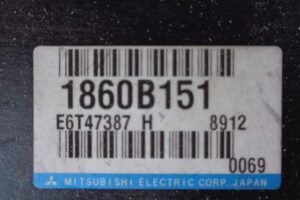 1860B151
E6T47387 H 8912
0069
MITSUBISHI ELECTRIC CORP., JAPAN